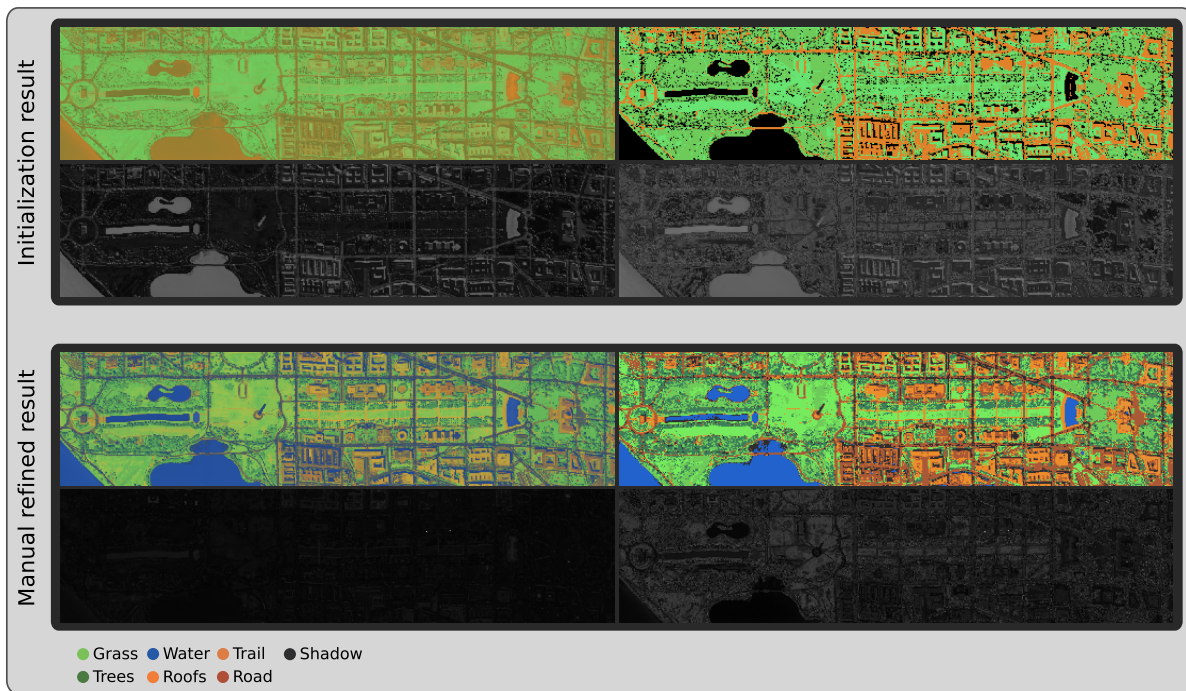 Initialization result
Manual refined result
Grass Water Trail Shadow
Trees Roofs Road